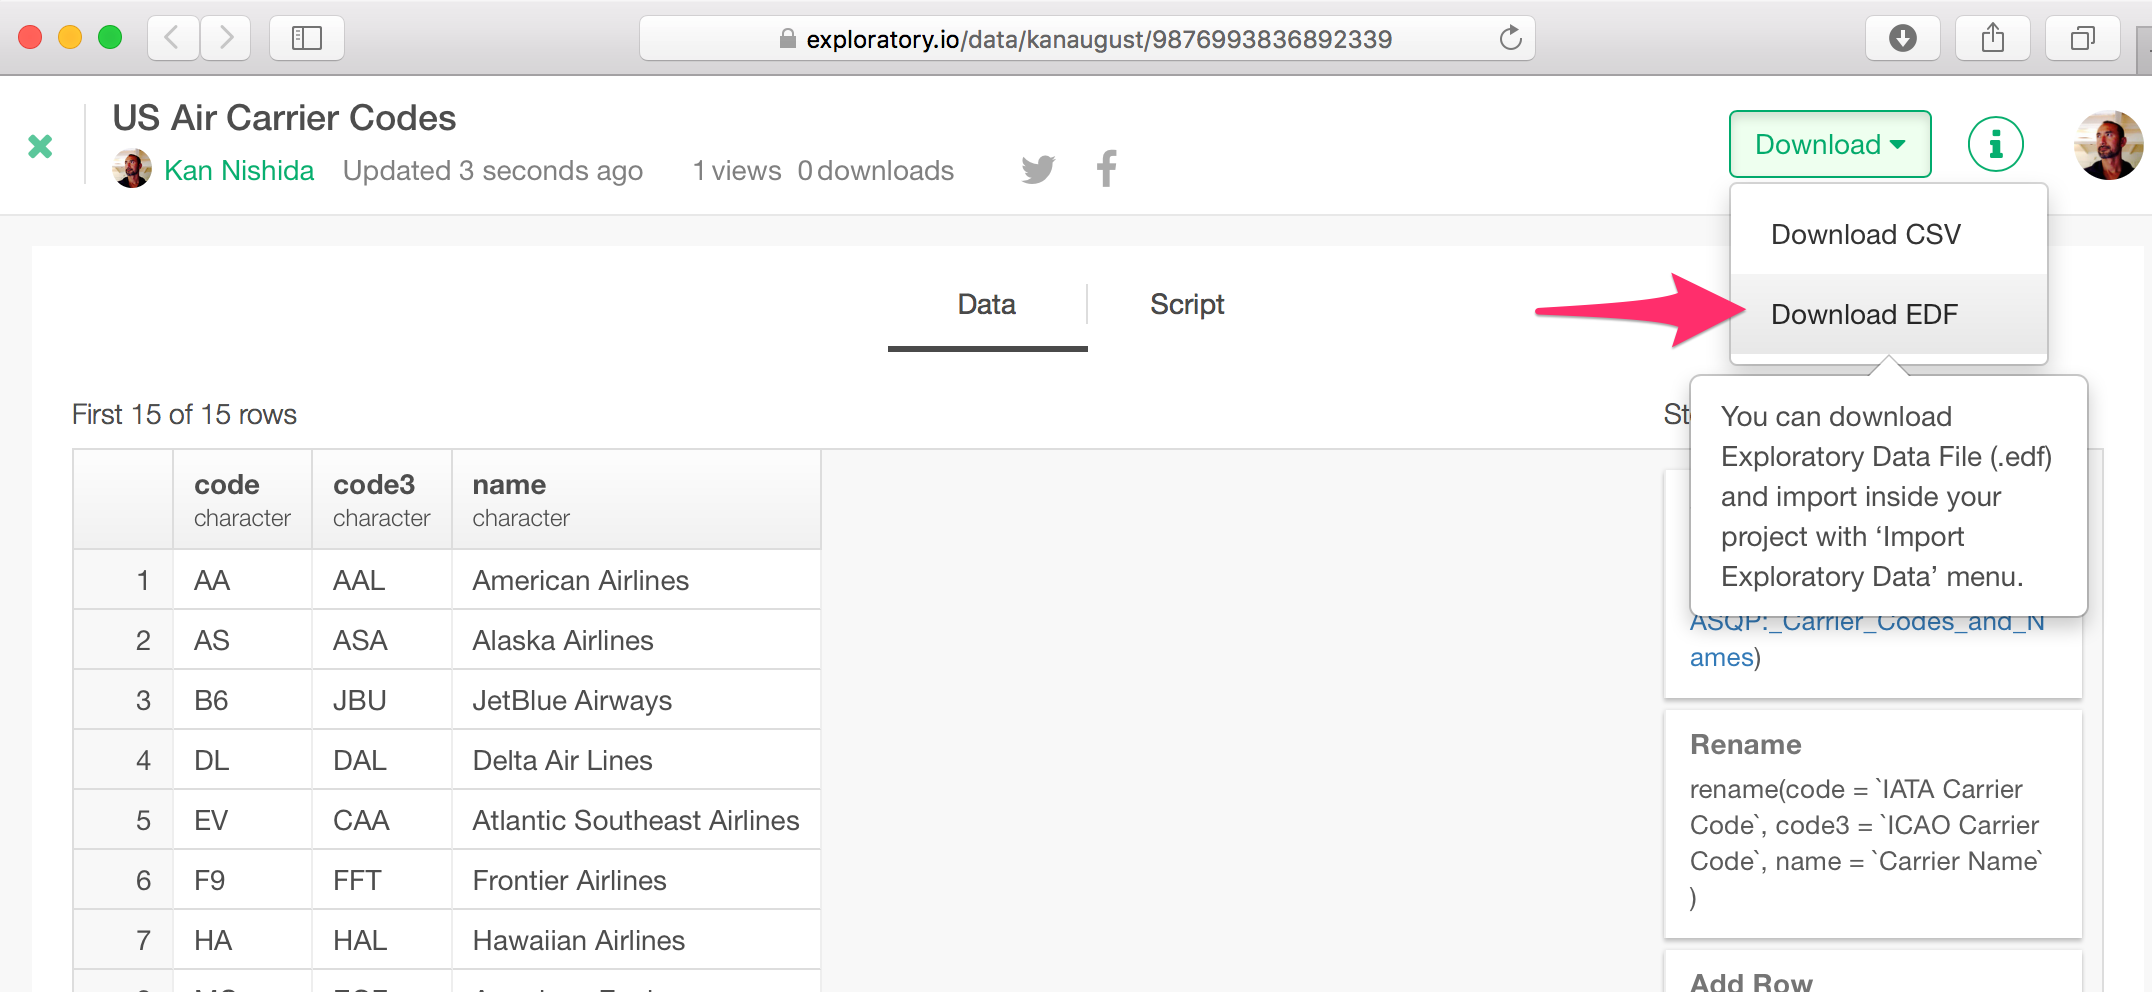 exploratory.io/data/kanaugust/9876993836892339
US Air Carrier Codes
Kan Nishida Updated 3 seconds ago 1 views 0 downloads
Download
Download CSV
Download EDF
You can download
Exploratory Data File (.edf)
and import inside your
project with ‘Import
Exploratory Data’ menu.
Data Script
First 15 of 15 rows
code code3 name
character character character
1 AA AAL American Airlines
2 AS ASA Alaska Airlines
3 B6 JBU JetBlue Airways
4 DL DAL Delta Air Lines
5 EV CAA Atlantic Southeast Airlines
6 F9 FFT Frontier Airlines
7 HA HAL Hawaiian Airlines
ASQP:_Carrier_Codes_and_N
ames)
Rename
rename(code = `IATA Carrier
Code`, code3 = `ICAO Carrier
Code`, name = `Carrier Name`
)
Add Row